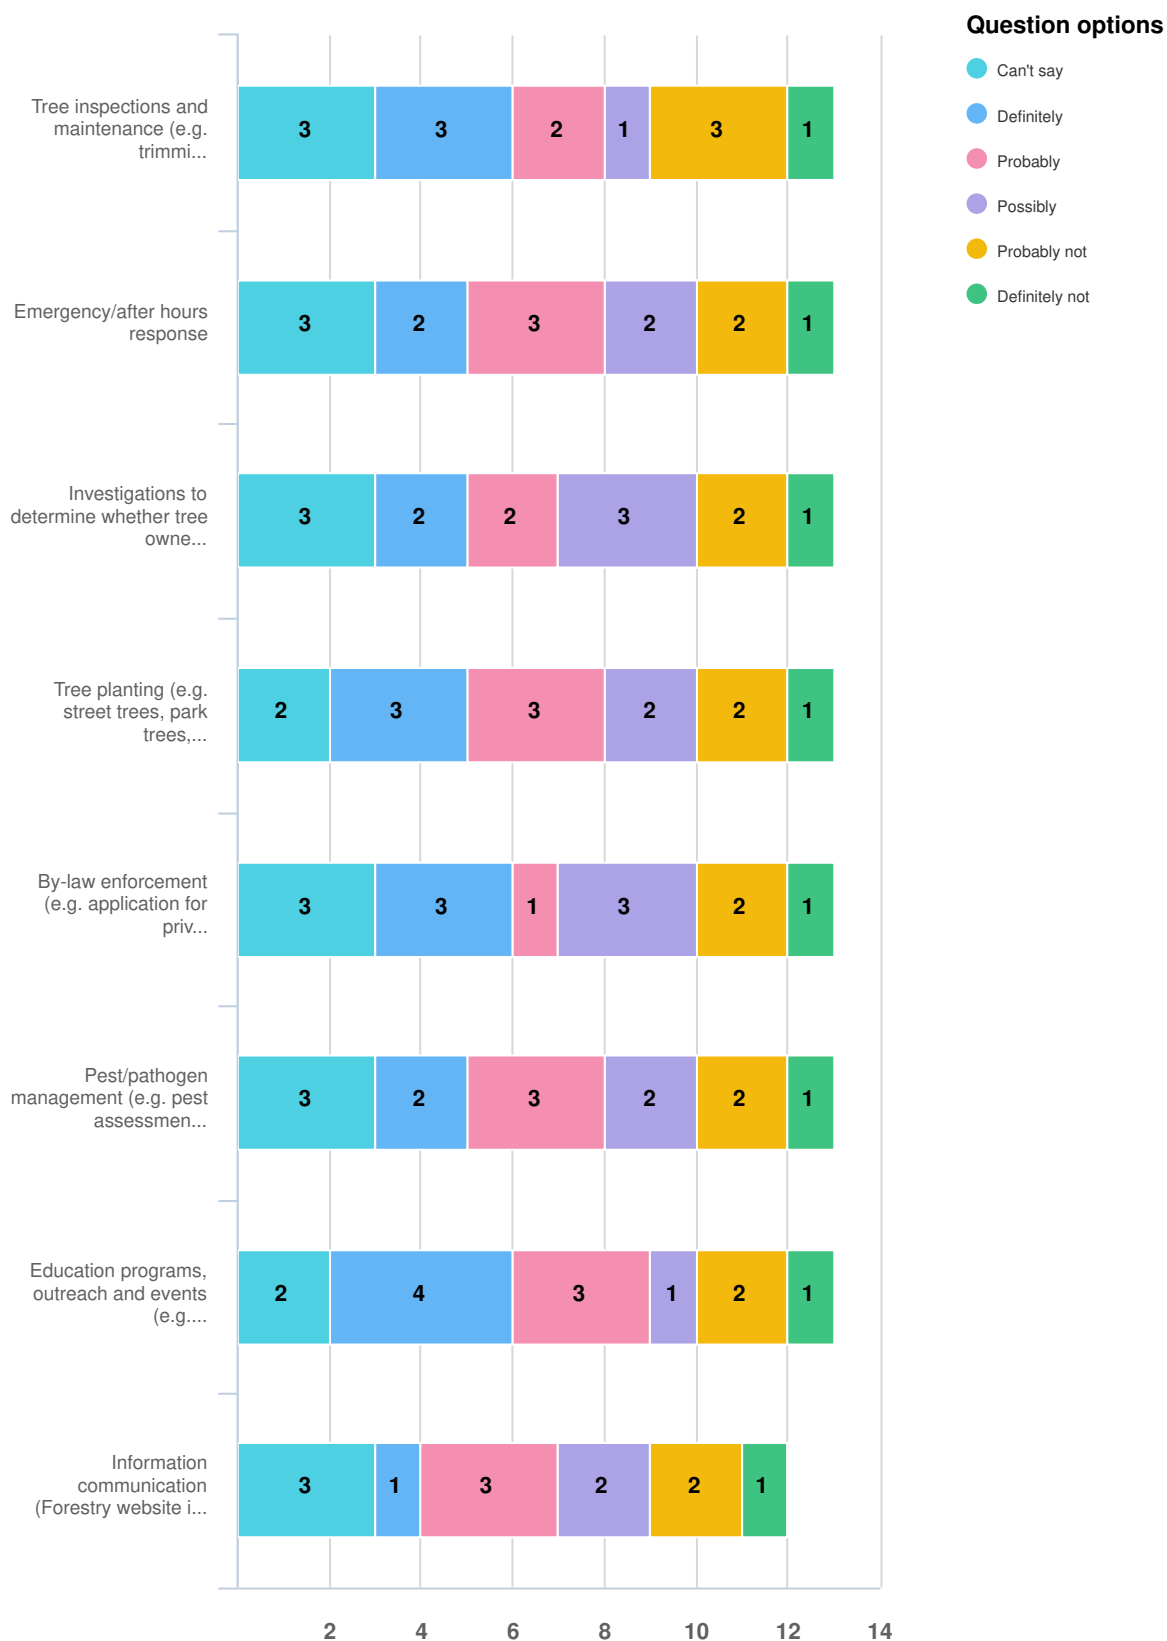 Question options
Can't say
Definitely
Probably
Possibly
Probably not
Definitely not
Tree inspections and
maintenance (e.g.
trimmi...
3 3 2 1 3 1
Emergency/after hours
response
3 2 3 2 2 1
Investigations to
determine whether tree
owne...
3 2 2 3 2 1
Tree planting (e.g.
street trees, park
trees,...
2 3 3 2 2 1
By-law enforcement
(e.g. application for
priv...
3 3 1 3 2 1
Pest/pathogen
management (e.g. pest
assessmen...
3 2 3 2 2 1
Education programs,
outreach and events
(e.g....
2 4 3 1 2 1
Information
communication
(Forestry website i...
3 1 3 2 2 1
2 4 6 8 10 12 14